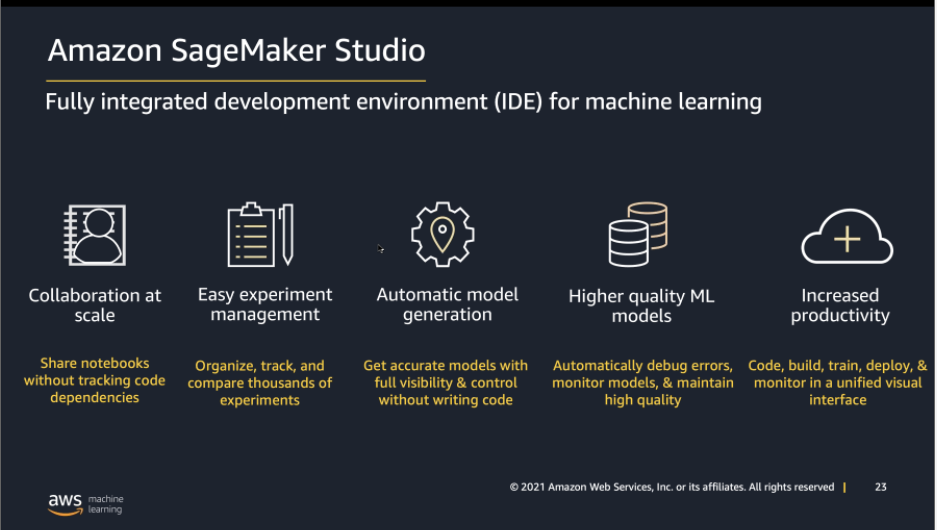 Amazon SageMaker Studio
Fully integrated development environment (IDE) for machine learning
Collaboration at
scale
Share notebooks
without tracking code
dependencies
Easy experiment
management
Organize, track, and
compare thousands of
experiments
Automatic model
generation
Get accurate models with
full visibility & control
without writing code
Higher quality ML
models
Automatically debug errors,
monitor models, & maintain
high quality
Increased
productivity
Code, build, train, deploy, &
monitor in a unified visual
interface
aws machine
learning
© 2021 Amazon Web Services, Inc. or its affiliates. All rights reserved | 23